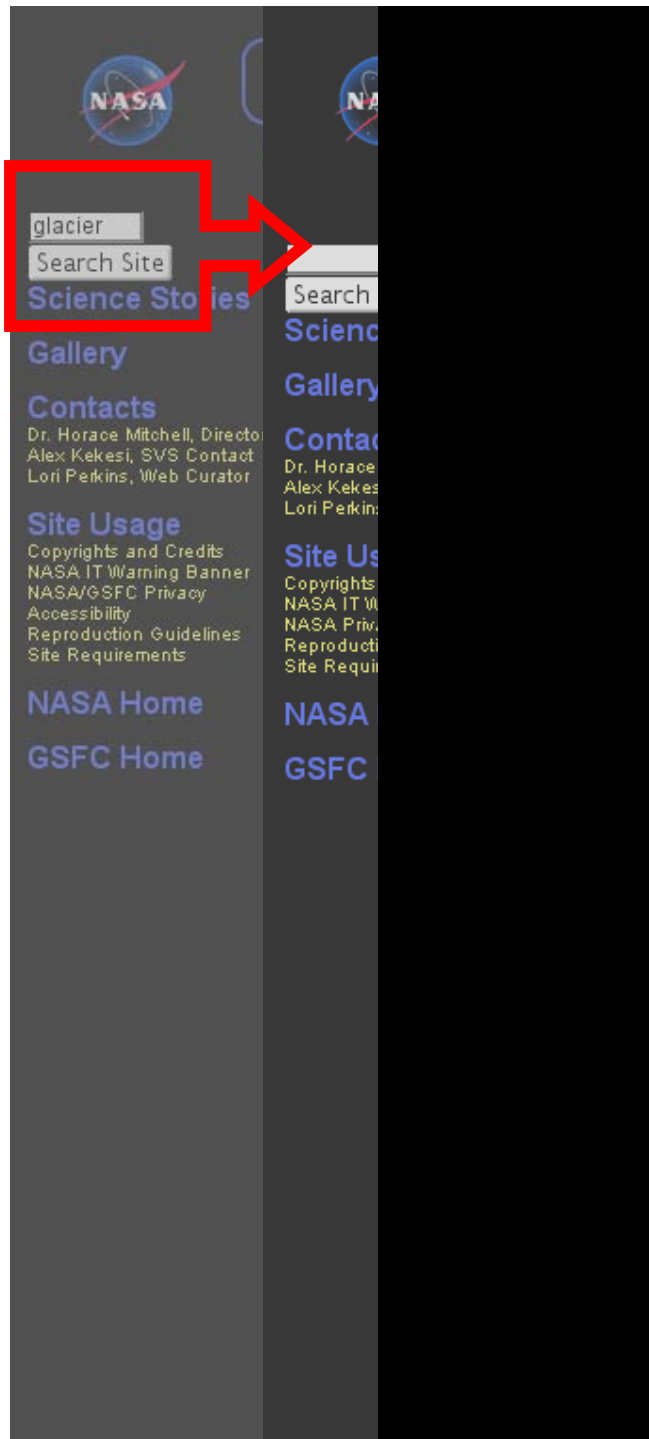 NASA
glacier
Search Site
Science Stories
Gallery
Contacts
Dr. Horace Mitchell, Director
Alex Kekesi, SVS Contact
Lori Perkins, Web Curator
Site Usage
Copyrights and Credits
NASA IT Warning Banner
NASA/GSFC Privacy
Accessibility
Reproduction Guidelines
Site Requirements
NASA Home
GSFC Home
NA
Search
Scienc
Gallery
Contac
Dr. Horace
Alex Kekes
Lori Perkins
Site Us
Copyrights
NASA IT W
NASA Priv
Reproducti
Site Requi
NASA
GSFC